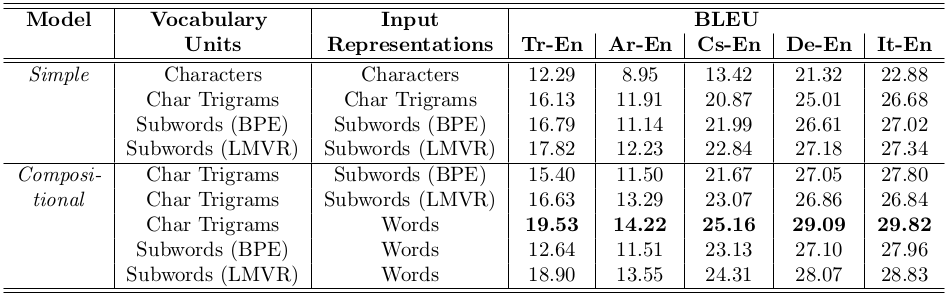 Model Vocabulary Input BLEU
Units Representations Tr-En Ar-En Cs-En De-En It-En
Simple Characters Characters 12.29 8.95 13.42 21.32 22.88
Char Trigrams Char Trigrams 16.13 11.91 20.87 25.01 26.68
Subwords (BPE) Subwords (BPE) 16.79 11.14 21.99 26.61 27.02
Subwords (LMVR) Subwords (LMVR) 17.82 12.23 22.84 27.18 27.34
Composi- Char Trigrams Subwords (BPE) 15.40 11.50 21.67 27.05 27.80
tional Char Trigrams Subwords (LMVR) 16.63 13.29 23.07 26.86 26.84
Char Trigrams Words 19.53 14.22 25.16 29.09 29.82
Subwords (BPE) Words 12.64 11.51 23.13 27.10 27.96
Subwords (LMVR) Words 18.90 13.55 24.31 28.07 28.83